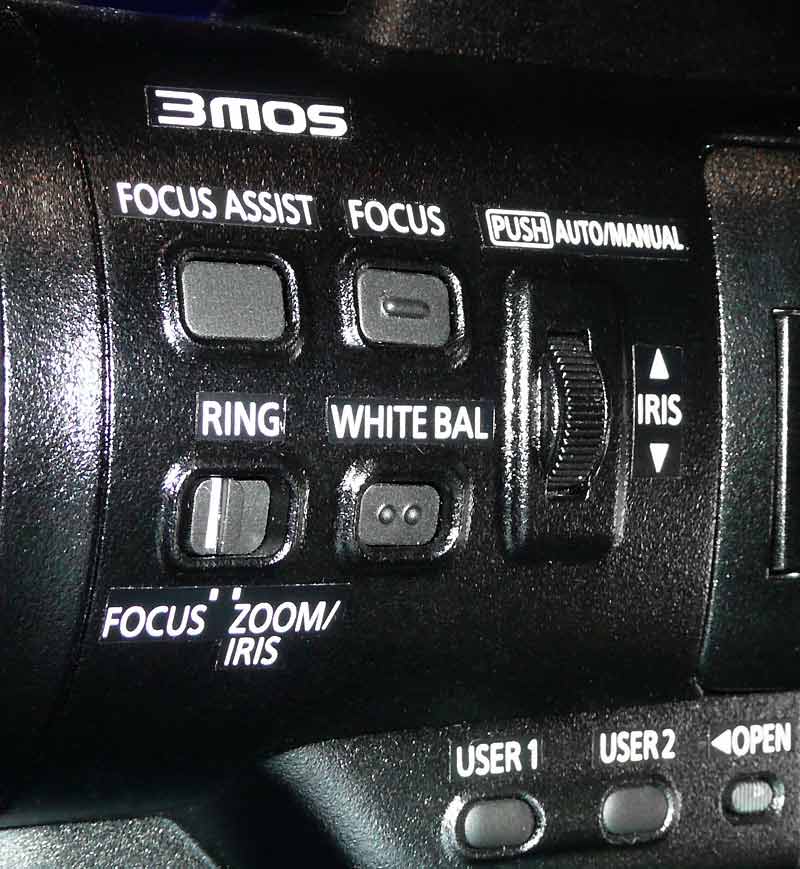 3MOS
FOCUS ASSIST
FOCUS
PUSH AUTO/MANUAL
RING
WHITE BAL
▲
IRIS
▼
FOCUS ZOOM/
IRIS
USER 1
USER 2
◀OPEN